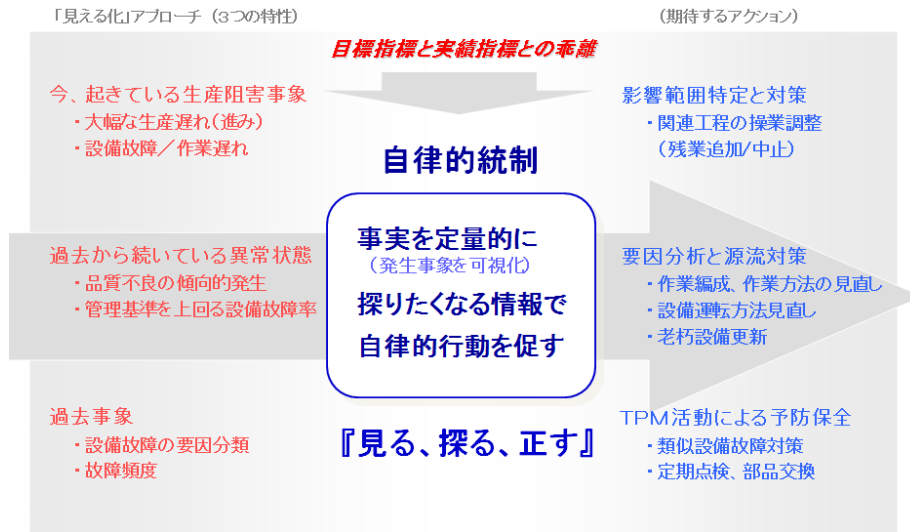 「見える化」アプローチ（3つの特性）
（期待するアクション）
目標指標と実績指標との乖離
今、起きている生産阻害事象
・大幅な生産遅れ（進み）
・設備故障／作業遅れ
影響範囲特定と対策
・関連工程の操業調整
（残業追加/中止）
自律的統制
過去から続いている異常状態
・品質不良の傾向的発生
・管理基準を上回る設備故障率
事実を定量的に
（発生事象を可視化）
探りたくなる情報で
自律的行動を促す
要因分析と源流対策
・作業編成、作業方法の見直し
・設備運転方法見直し
・老朽設備更新
過去事象
・設備故障の要因分類
・故障頻度
『見る、探る、正す』
TPM活動による予防保全
・類似設備故障対策
・定期点検、部品交換